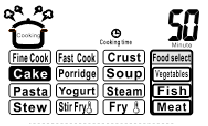 Cooking
Cooking time
50
Minute
Fine Cook Fast Cook Crust Food select
Cake Porridge Soup Vegetables
Pasta Yogurt Steam Fish
Stew Stir Fry Fry Meat